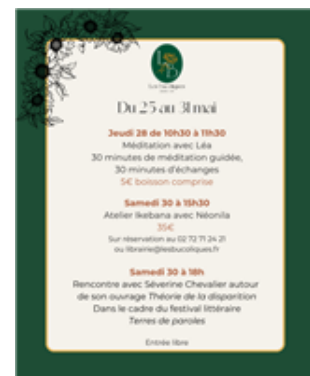 Du 25 au 31 mai
Jeudi 28 de 10h30 à 11h30
Méditation avec Léa
30 minutes de méditation guidée,
30 minutes d'échanges
5€ boisson comprise
Samedi 30 à 15h30
Atelier Ikebana avec Néonila
35€
Sur réservation au 02 72 71 24 21
ou librairie@lesbucoliques.fr
Samedi 30 à 18h
Rencontre avec Séverine Chevalier autour
de son ouvrage Théorie de la disparition
Dans le cadre du festival littéraire
Terres de paroles
Entrée libre